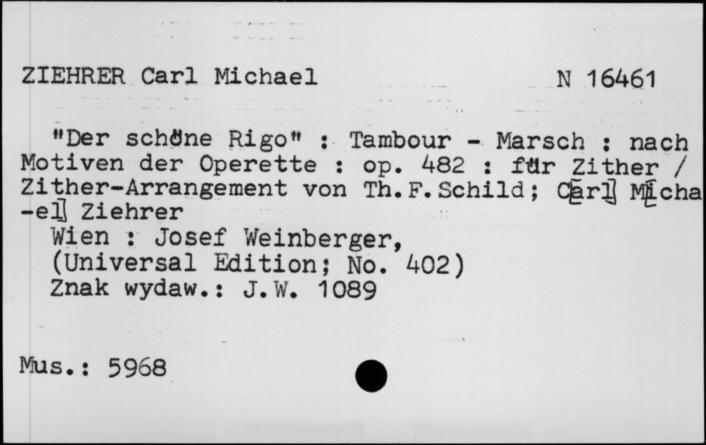 ZIEHRER Carl Michael N 16461
"Der schöne Rigo" : Tambour - Marsch : nach
Motiven der Operette : op. 482 : für Zither /
Zither-Arrangement von Th.F.Schild; C[arl] M[icha
-el] Ziehrer
Wien : Josef Weinberger,
(Universal Edition; No. 402)
Znak wydaw.: J.W. 1089
Mus.: 5968